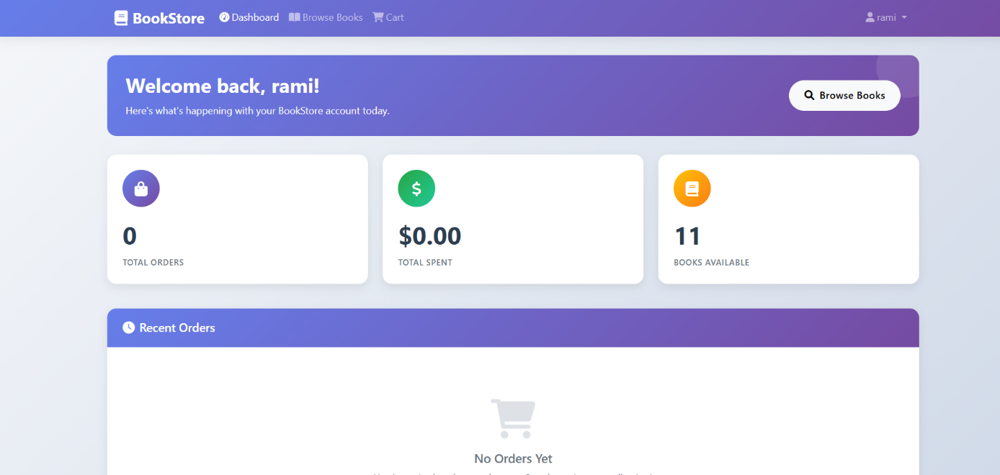 BookStore Dashboard Browse Books Cart rami
Welcome back, rami!
Here's what's happening with your BookStore account today.
Browse Books
0
TOTAL ORDERS
$0.00
TOTAL SPENT
11
BOOKS AVAILABLE
Recent Orders
No Orders Yet